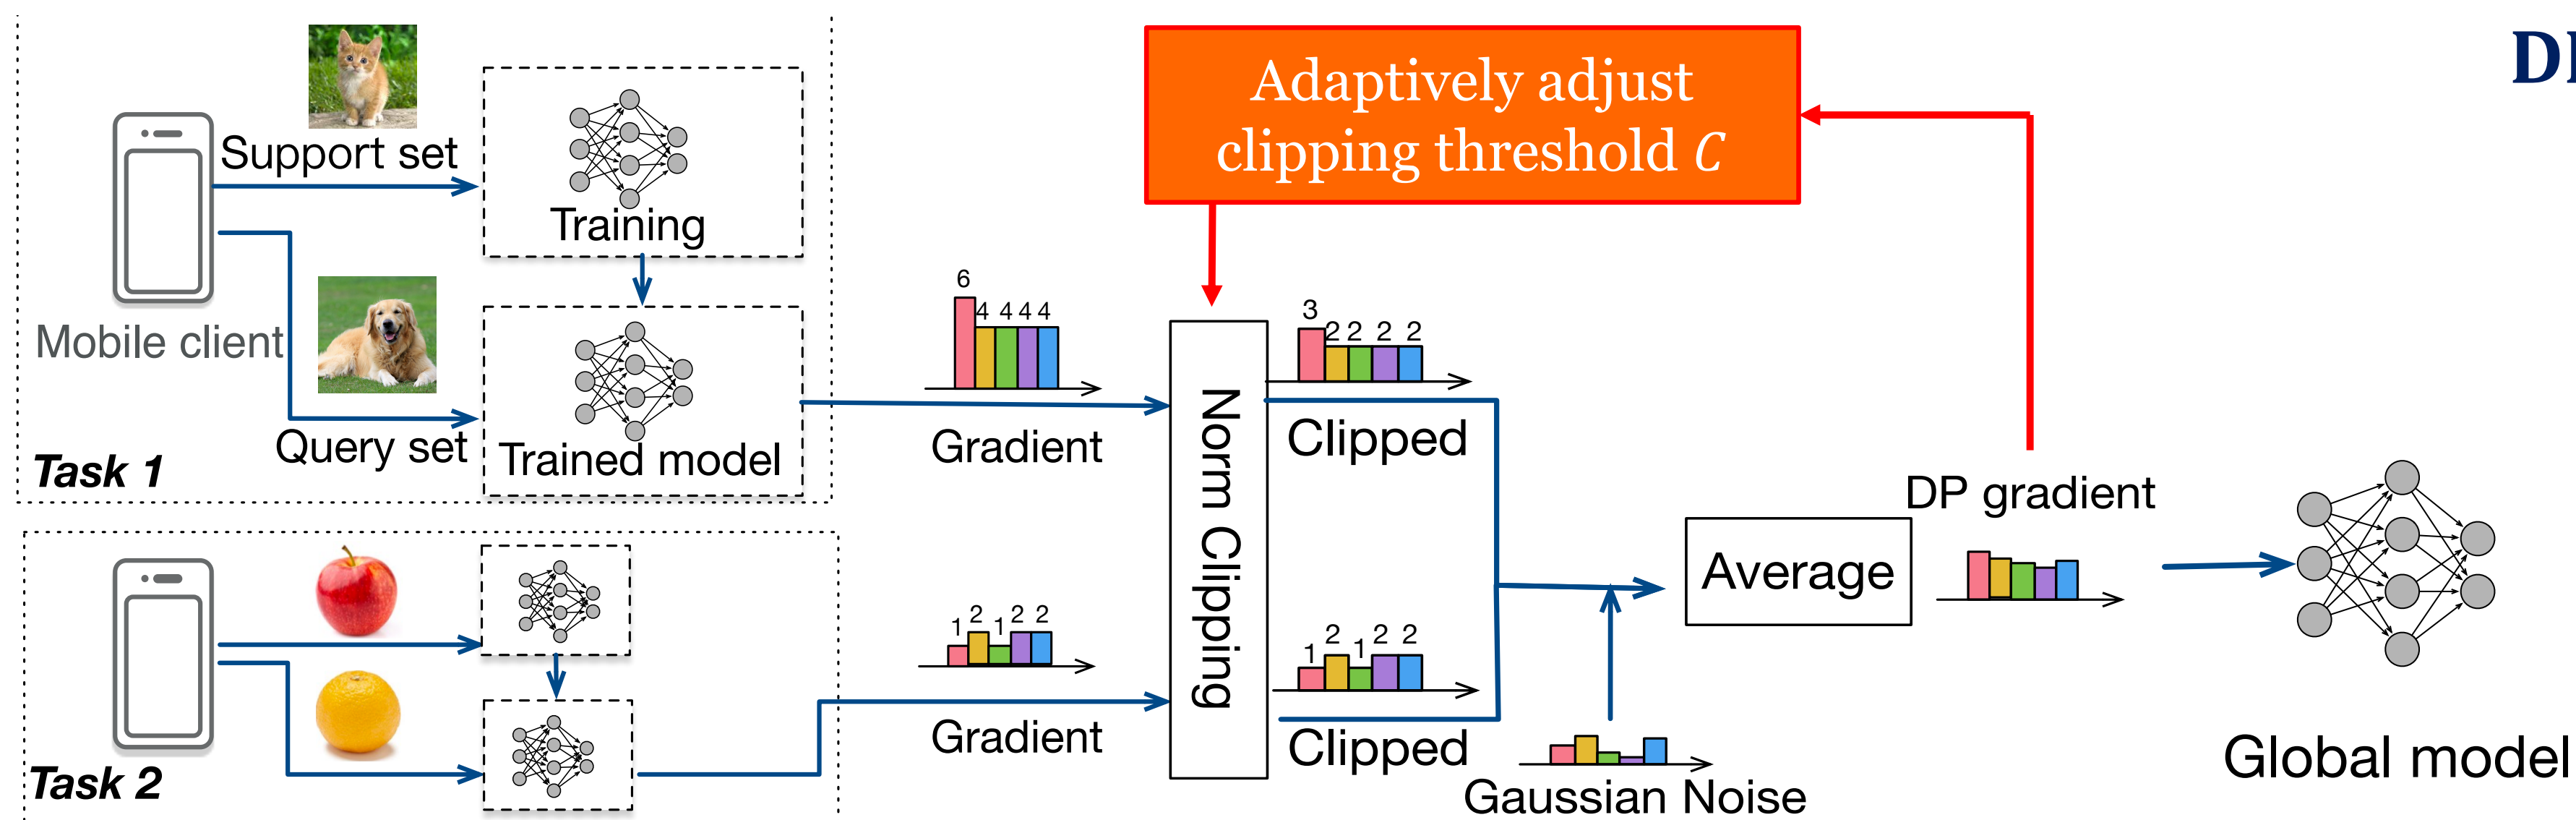 DP
Adaptively adjust
clipping threshold C
Support set
Training
Mobile client
Query set
Trained model
Task 1
6
4 4 4 4
Gradient
Norm Clipping
3
2 2 2 2
Clipped
DP gradient
Average
Task 2
1 2 1 2 2
Gradient
1 2 1 2 2
Clipped
Gaussian Noise
Global model